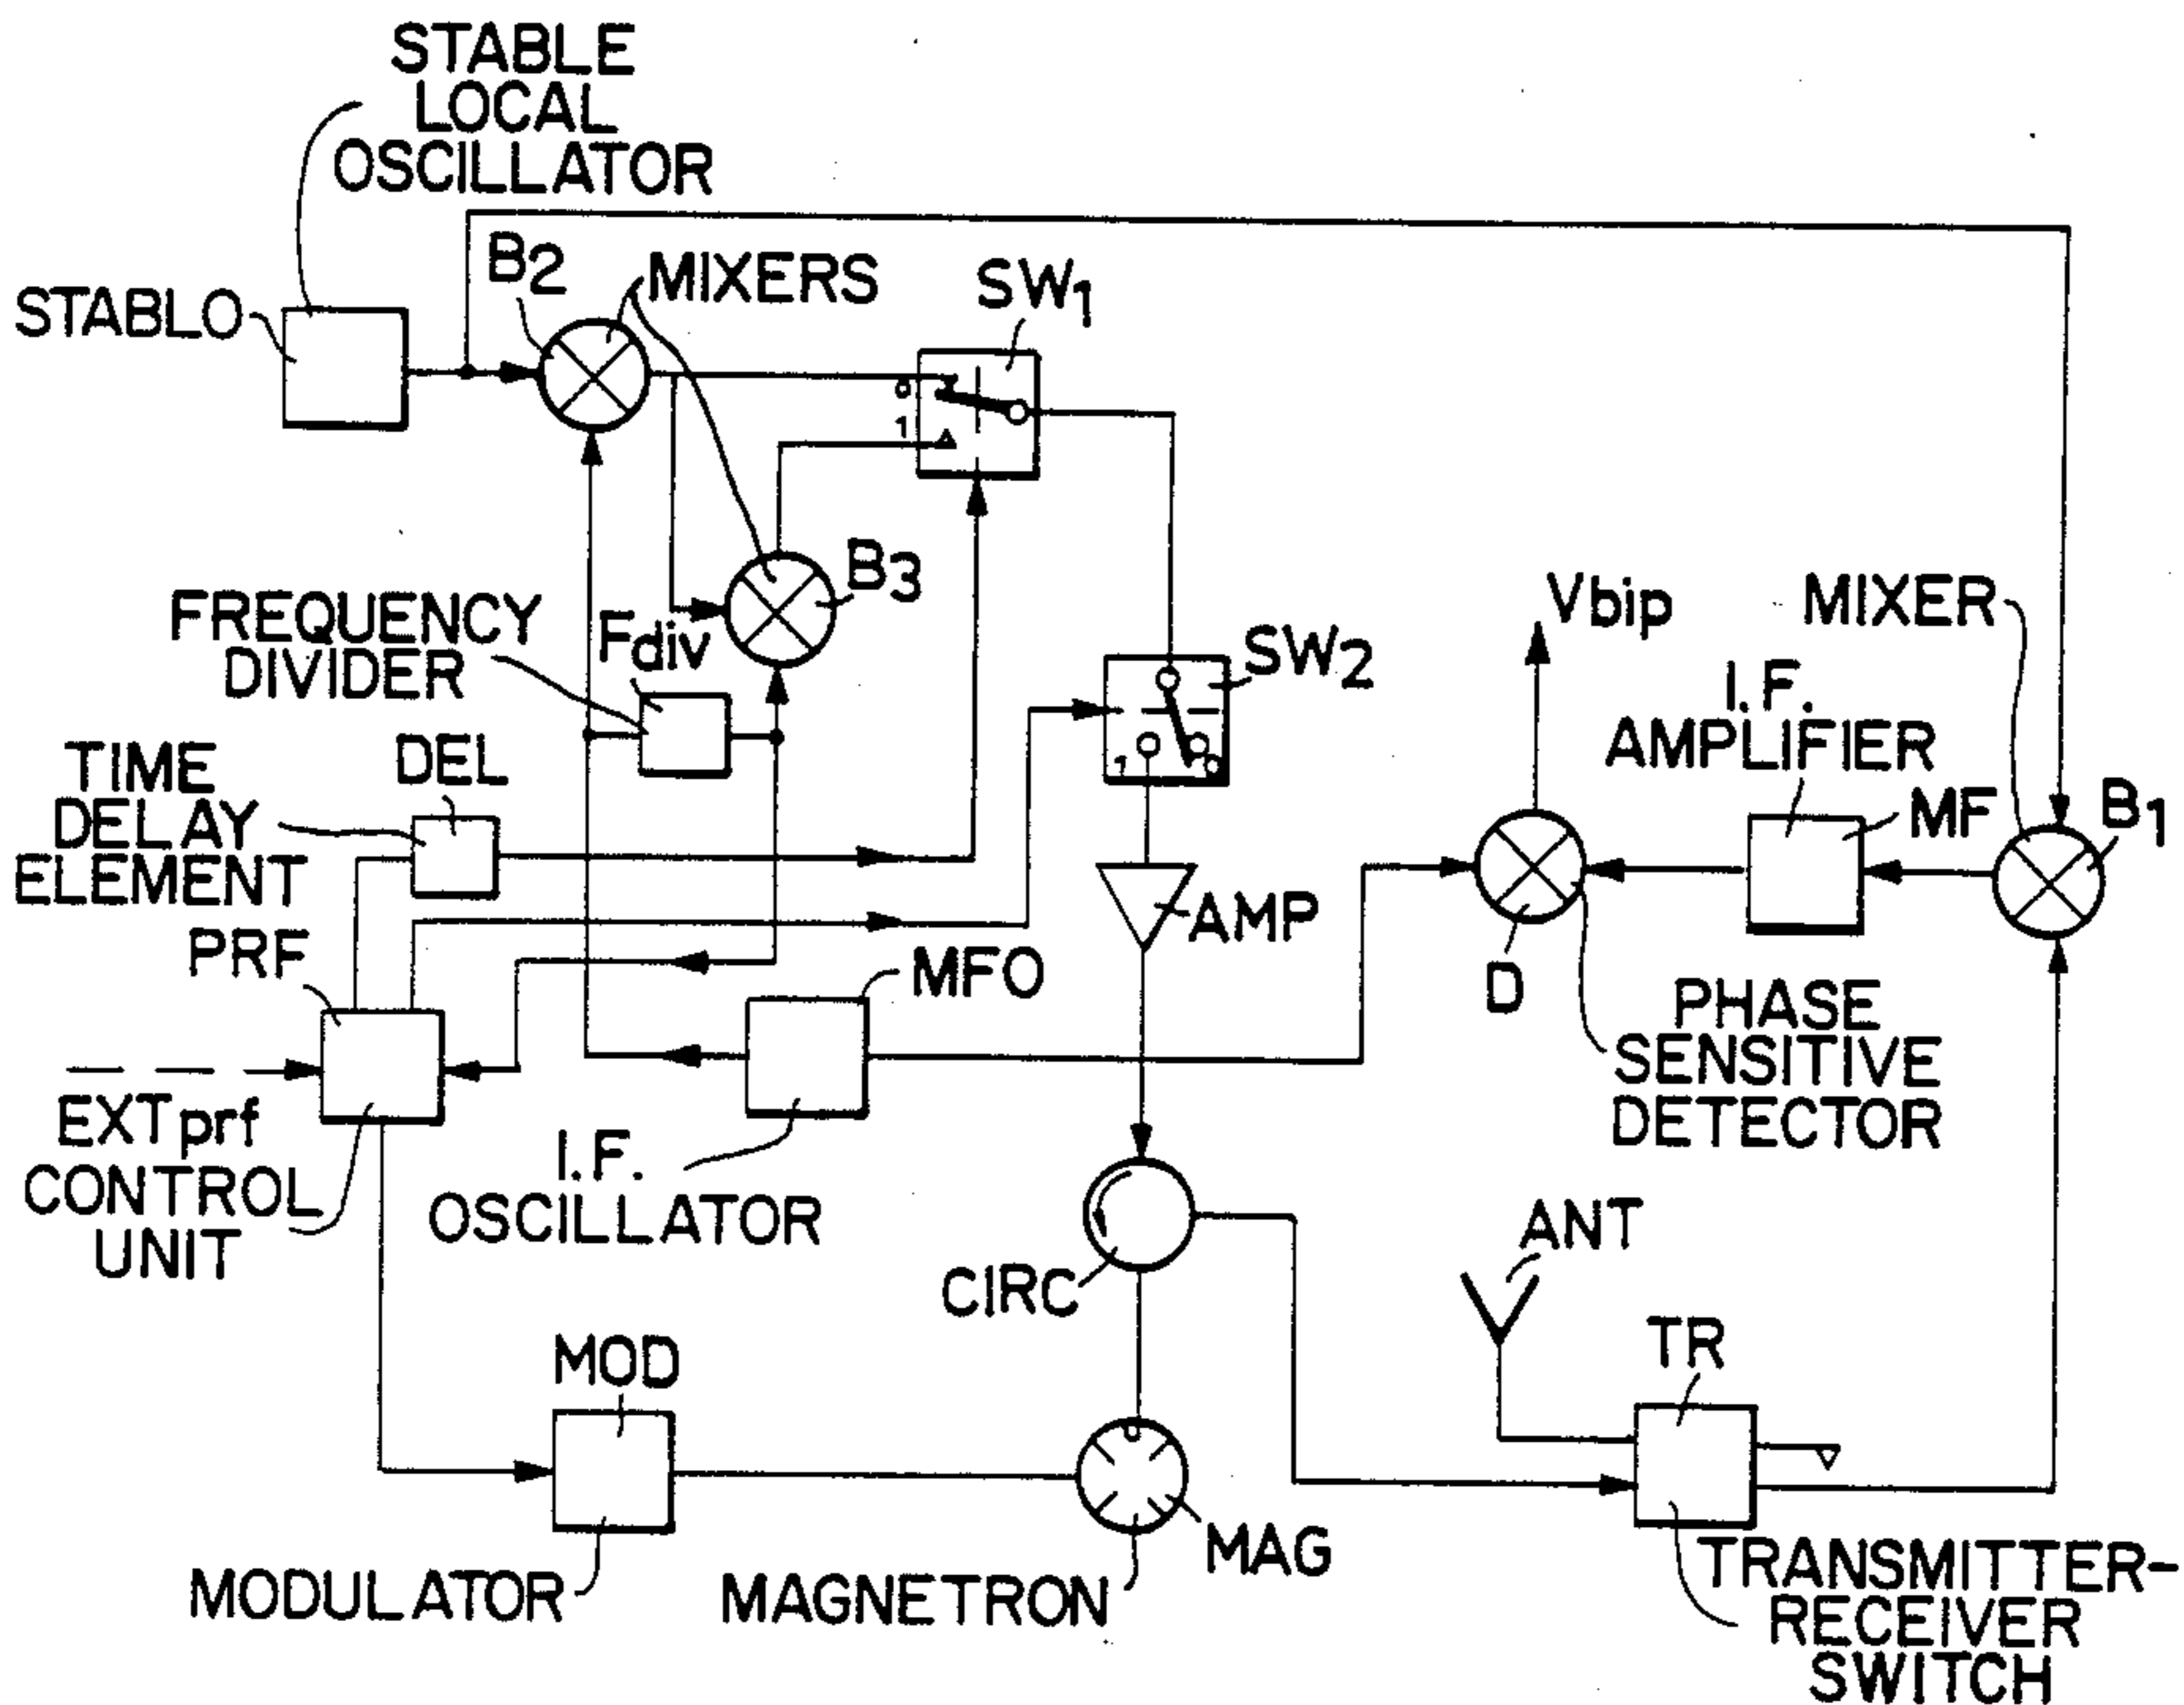 STABLE
LOCAL
OSCILLATOR
STABLO
B2
MIXERS
SW1
0
1
B3
FREQUENCY
DIVIDER
Fdiv
SW2
1
0
Vbip
MIXER
I.F.
AMPLIFIER
MF
B1
TIME
DELAY
ELEMENT
DEL
AMP
D
PHASE
SENSITIVE
DETECTOR
PRF
MFO
EXTprf
CONTROL
UNIT
I.F.
OSCILLATOR
CIRC
ANT
TR
MOD
MODULATOR
MAGNETRON
MAG
TRANSMITTER-
RECEIVER
SWITCH